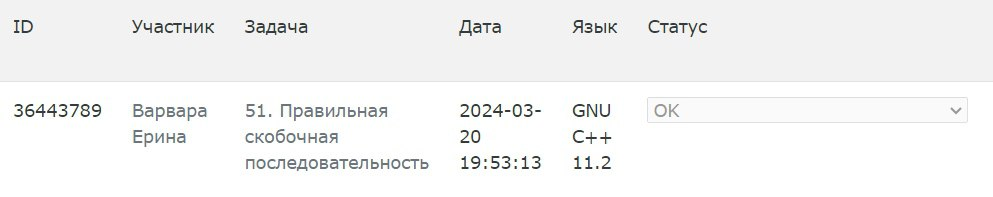 ID Участник Задача Дата Язык Статус
36443789 Варвара 51. Правильная 2024-03- GNU OK
Ерина скобочная 20 C++
последовательность 19:53:13 11.2